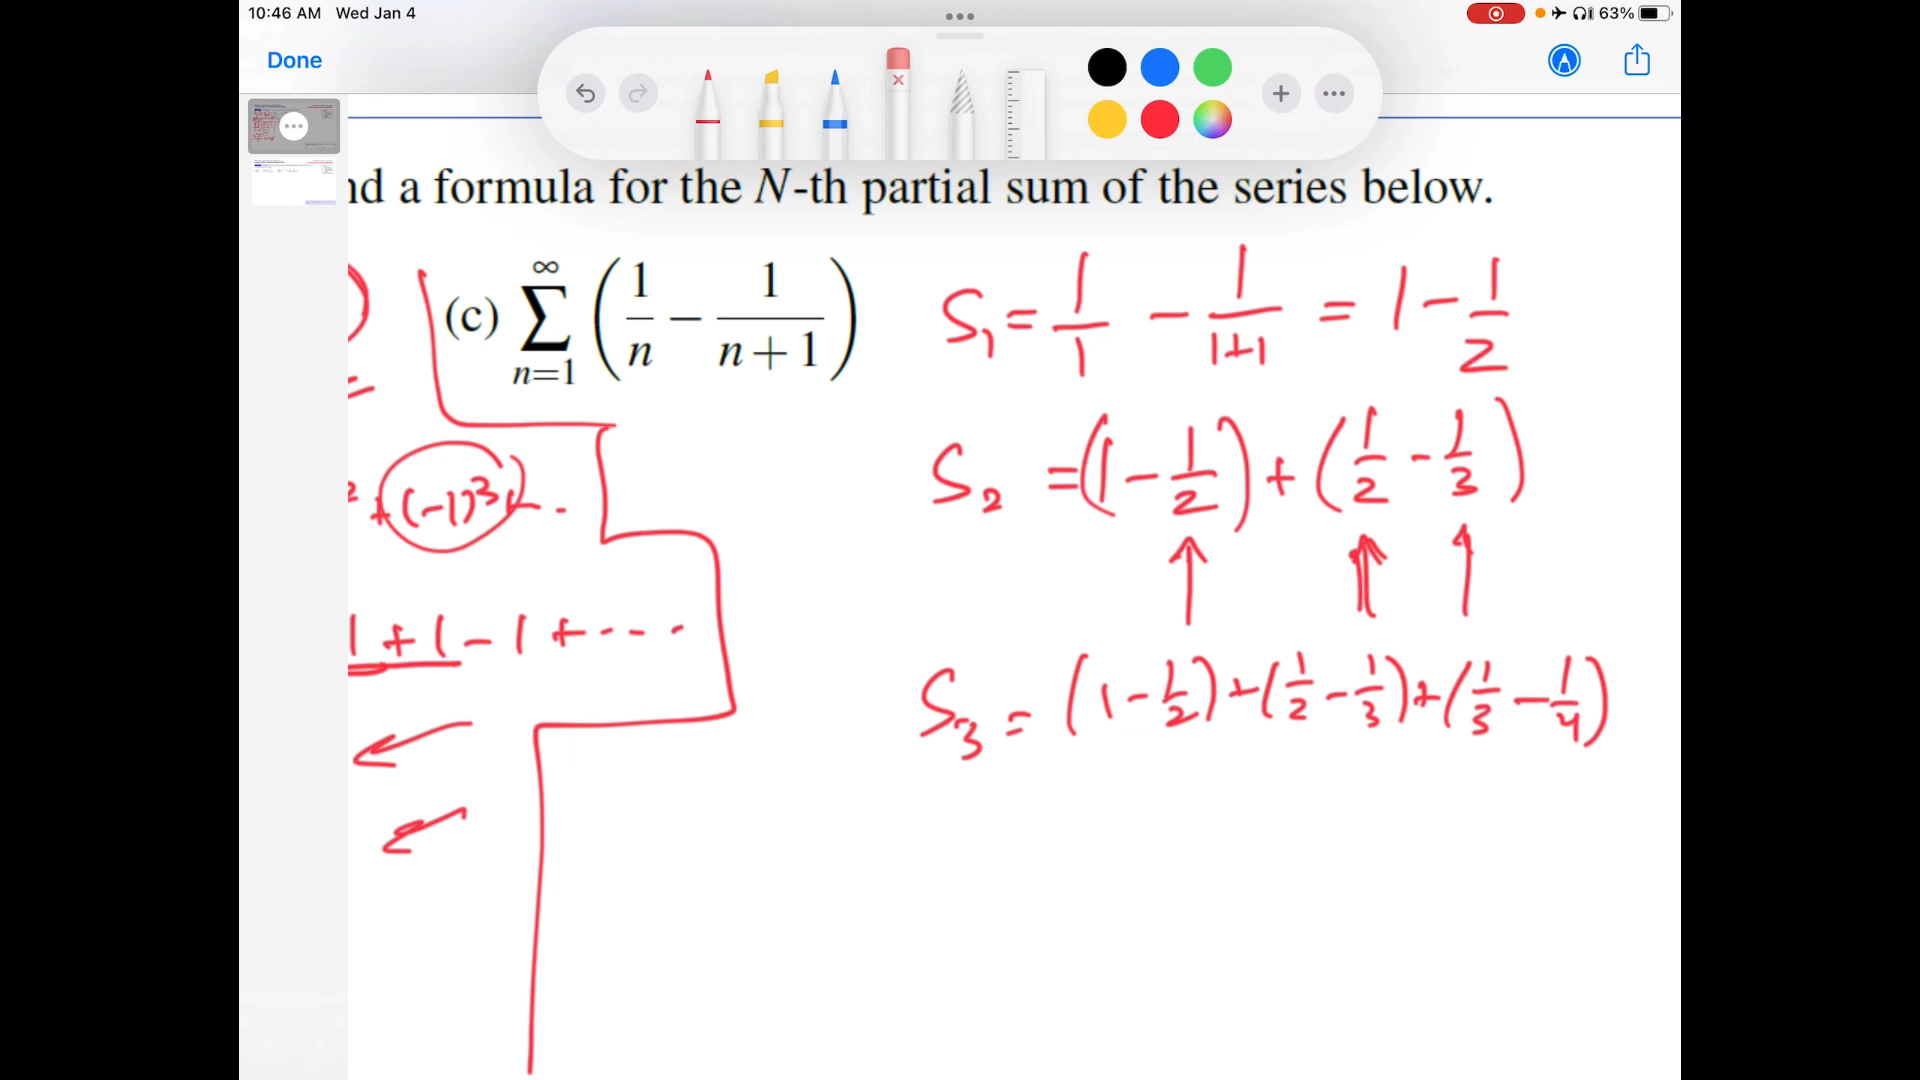 10:46 AM Wed Jan 4
63%
Done
nd a formula for the N-th partial sum of the series below.
(c) ∑_{n=1}^{∞} (1/n − 1/(n+1))
S₁ = 1/1 − 1/(1+1) = 1 − 1/2
+ (-1)³ + - -
S₂ = (1 − 1/2) + (1/2 − 1/3)
1 + 1 − 1 + ----
S₃ = (1 − 1/2) + (1/2 − 1/3) + (1/3 − 1/4)